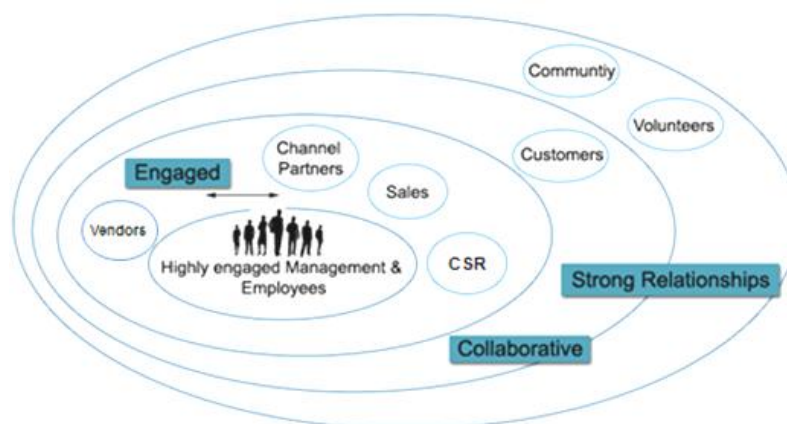 Communtiy
Volunteers
Channel
Partners
Customers
Engaged
Sales
Vendors
CSR
Highly engaged Management &
Employees
Strong Relationships
Collaborative